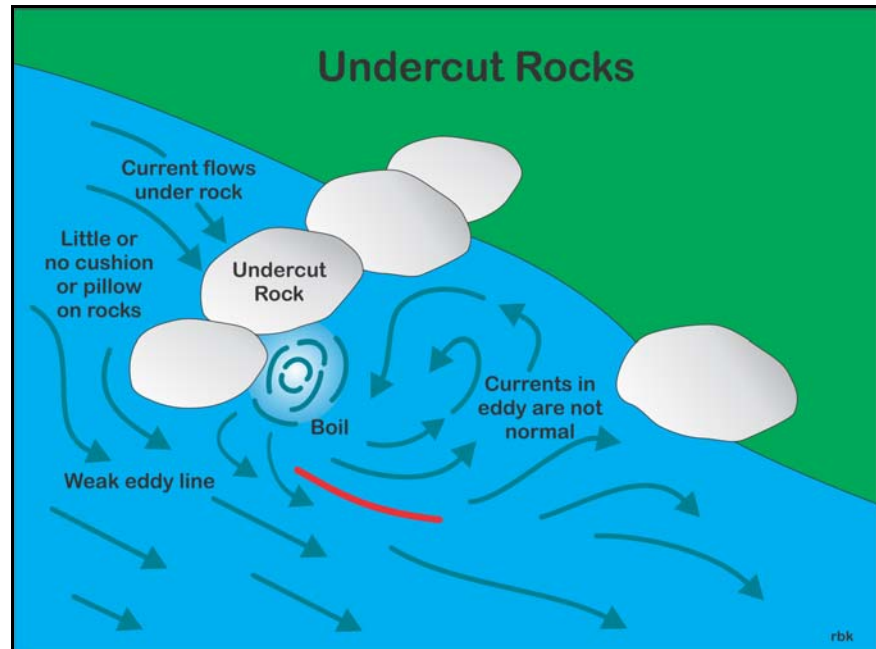 Undercut Rocks
Current flows
under rock
Little or
no cushion
or pillow
on rocks
Undercut
Rock
Boil
Currents in
eddy are not
normal
Weak eddy line
rbk